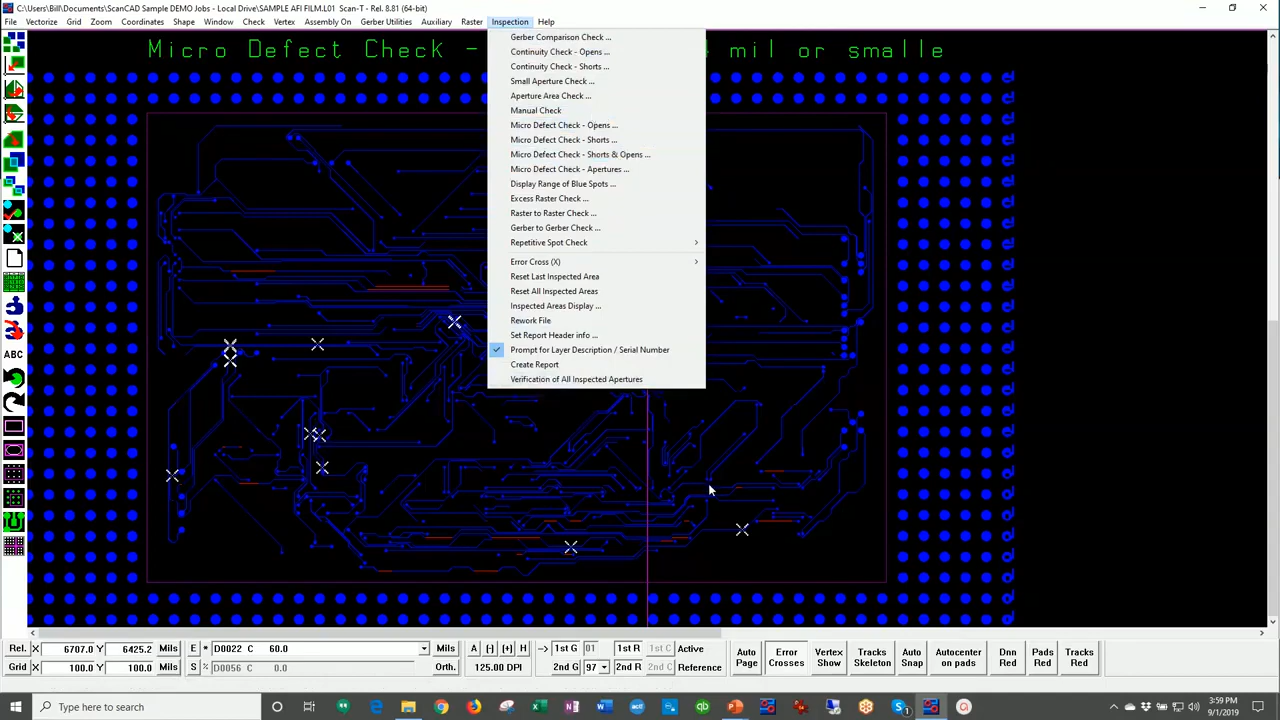 C:\Users\Bill\Documents\ScanCAD Sample DEMO Jobs - Local Drive\SAMPLE AFI FILM.L01 Scan-T - Rel. 8.81 (64-bit)
File Vectorize Grid Zoom Coordinates Shape Window Check Vertex Assembly On Gerber Utilities Auxiliary Raster Inspection Help
Micro Defect Check - mil or smalle
Gerber Comparison Check ...
Continuity Check - Opens ...
Continuity Check - Shorts ...
Small Aperture Check ...
Aperture Area Check ...
Manual Check
Micro Defect Check - Opens ...
Micro Defect Check - Shorts ...
Micro Defect Check - Shorts & Opens ...
Micro Defect Check - Apertures ...
Display Range of Blue Spots ...
Excess Raster Check ...
Raster to Raster Check ...
Gerber to Gerber Check ...
Repetitive Spot Check
Error Cross (X)
Reset Last Inspected Area
Reset All Inspected Areas
Inspected Areas Display ...
Rework File
Set Report Header info ...
Prompt for Layer Description / Serial Number
Create Report
Verification of All Inspected Apertures
ABC
Rel. X 6707.0 Y 6425.2 Mils E * D0022 C 60.0 Mils A [-] [+] H --> 1st G 01 1st R 1st C Active
Grid X 100.0 Y 100.0 Mils S % D0056 C 0.0 Orth. 125.00 DPI 2nd G 97 2nd R 2nd C Reference
Auto Page Error Crosses Vertex Show Tracks Skeleton Auto Snap Autocenter on pads Dnn Red Pads Red Tracks Red
Type here to search
3:59 PM
9/1/2019